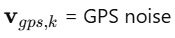 𝐯_{gps,k} = GPS noise